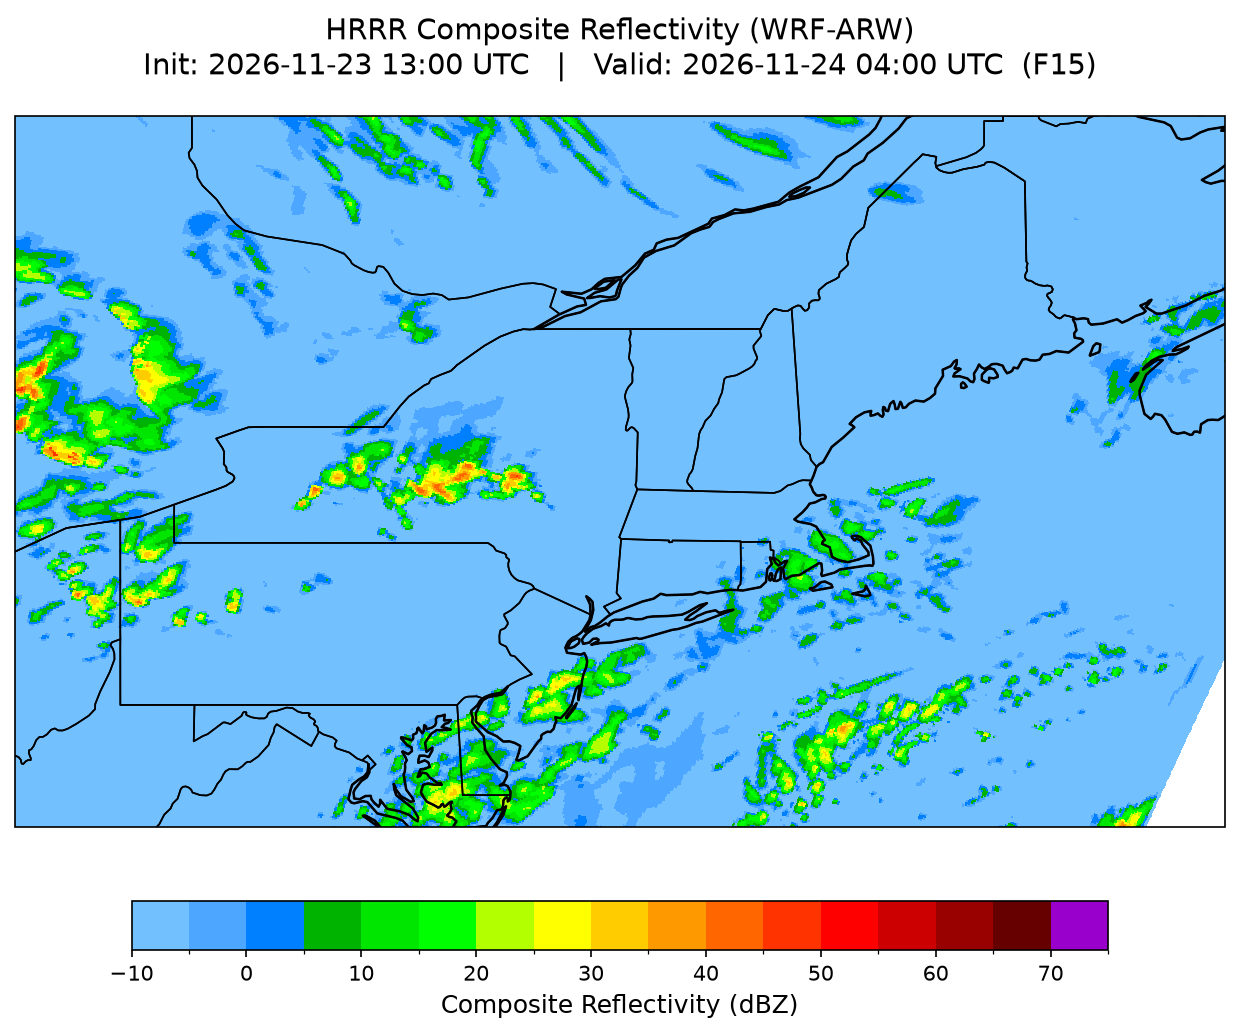 HRRR Composite Reflectivity (WRF-ARW)
Init: 2026-11-23 13:00 UTC   |   Valid: 2026-11-24 04:00 UTC  (F15)
−10 0 10 20 30 40 50 60 70
Composite Reflectivity (dBZ)